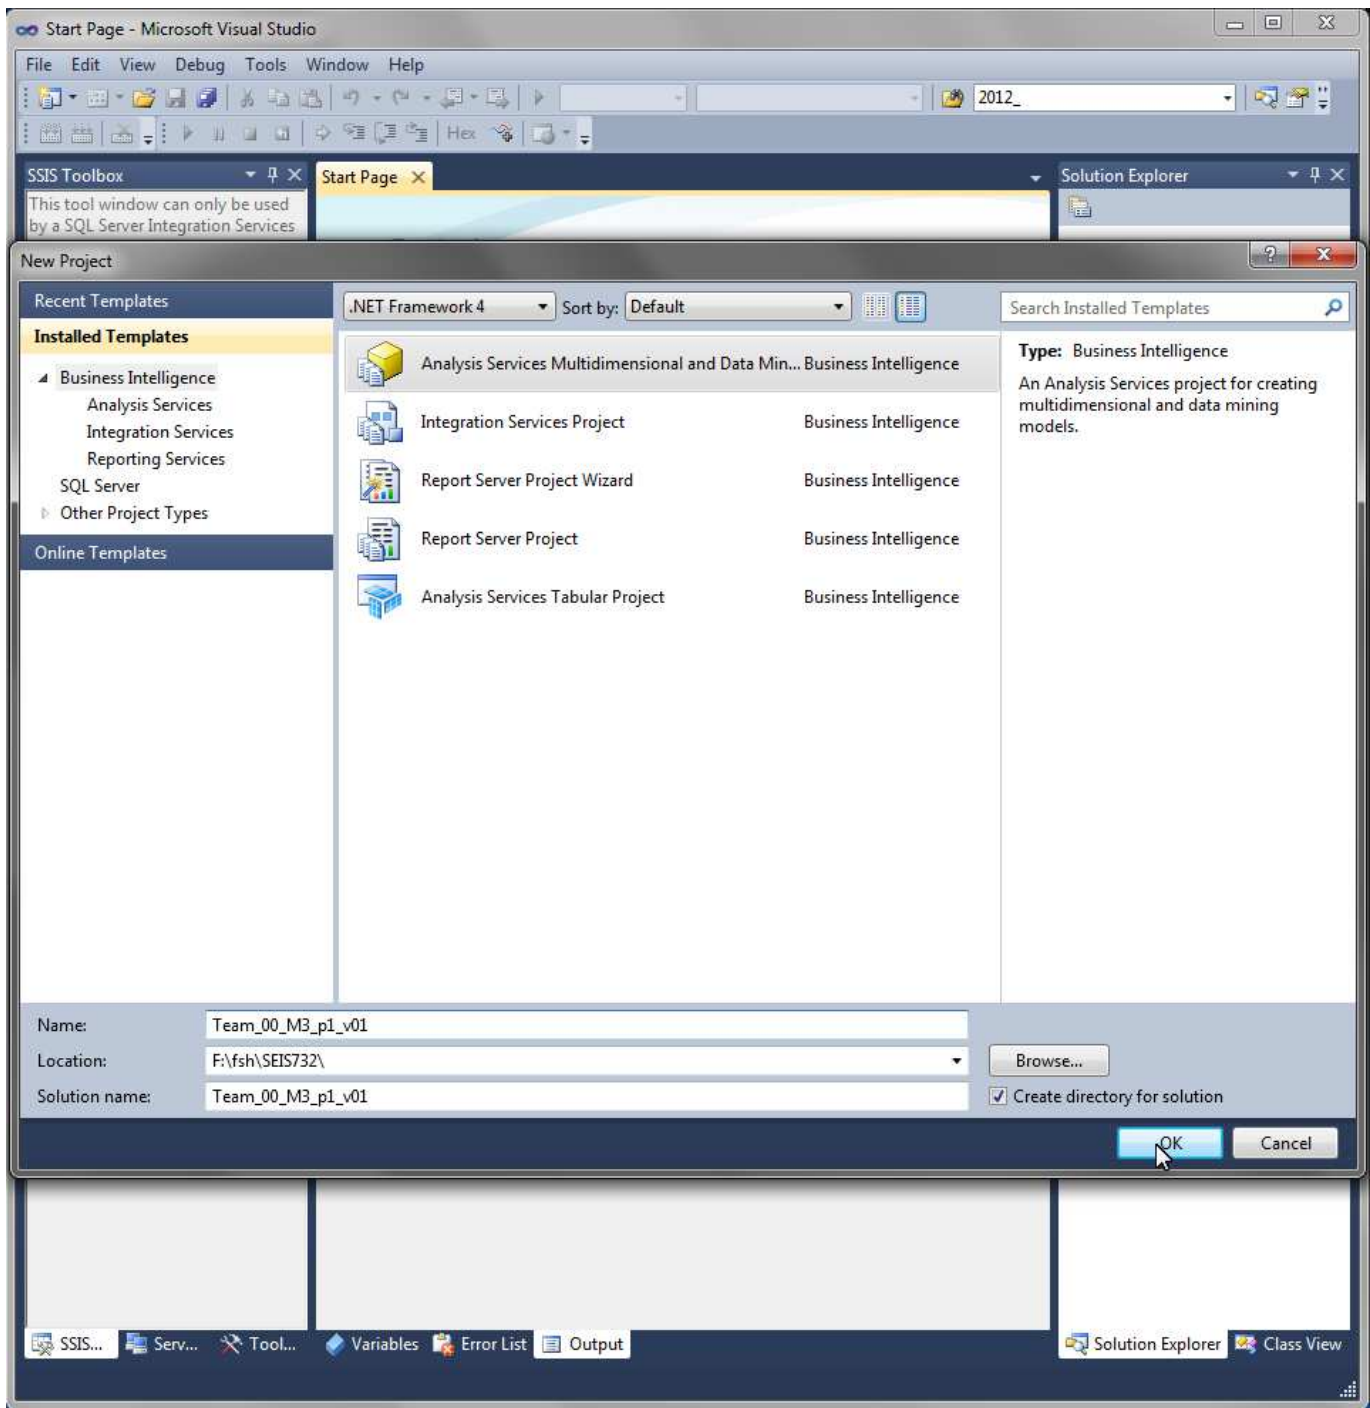 Start Page - Microsoft Visual Studio
File Edit View Debug Tools Window Help
2012_
Hex
SSIS Toolbox
Start Page
Solution Explorer
This tool window can only be used
by a SQL Server Integration Services
New Project
Recent Templates
.NET Framework 4
Sort by: Default
Search Installed Templates
Installed Templates
Business Intelligence
Analysis Services
Integration Services
Reporting Services
SQL Server
Other Project Types
Online Templates
Analysis Services Multidimensional and Data Min... Business Intelligence
Integration Services Project Business Intelligence
Report Server Project Wizard Business Intelligence
Report Server Project Business Intelligence
Analysis Services Tabular Project Business Intelligence
Type: Business Intelligence
An Analysis Services project for creating
multidimensional and data mining
models.
Name: Team_00_M3_p1_v01
Location: F:\fsh\SEIS732\
Browse...
Solution name: Team_00_M3_p1_v01
Create directory for solution
OK
Cancel
SSIS... Serv... Tool... Variables Error List Output Solution Explorer Class View